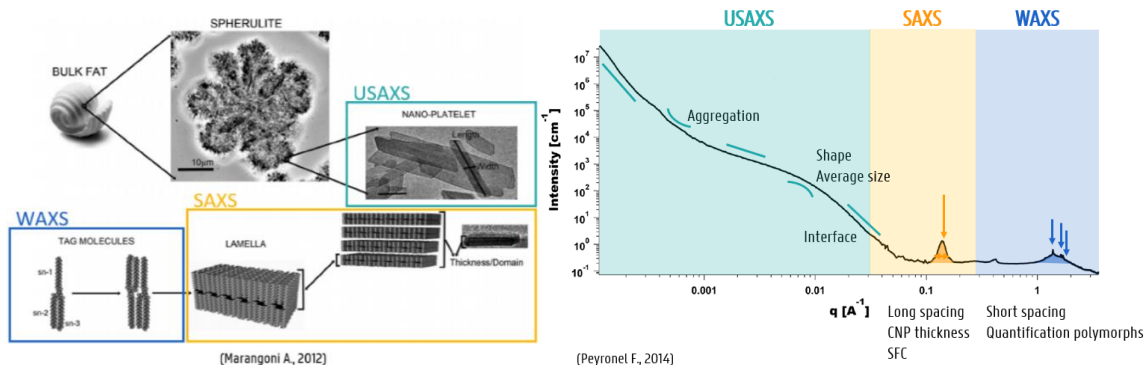 SPHERULITE
BULK FAT
10μm
USAXS
NANO-PLATELET
Length
Width
WAXS
TAG MOLECULES
sn-1
sn-2
sn-3
SAXS
LAMELLA
Thickness/Domain
(Marangoni A., 2012)
USAXS SAXS WAXS
Intensity [cm⁻¹]
10⁷
10⁶
10⁵
10⁴
10³
10²
10¹
10⁰
10⁻¹
Aggregation
Shape
Average size
Interface
0.001 0.01 0.1 1
q [A⁻¹]
Long spacing
CNP thickness
SFC
Short spacing
Quantification polymorphs
(Peyronel F., 2014)